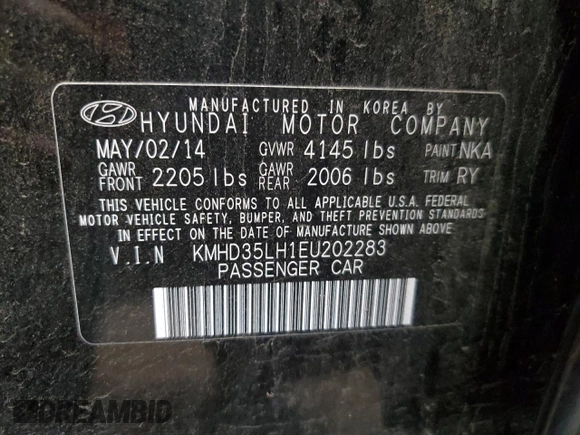 MANUFACTURED IN KOREA BY
HYUNDAI MOTOR COMPANY
MAY/02/14 GVWR 4145 lbs PAINT NKA
GAWR FRONT 2205 lbs GAWR REAR 2006 lbs TRIM RY
THIS VEHICLE CONFORMS TO ALL APPLICABLE U.S.A. FEDERAL
MOTOR VEHICLE SAFETY, BUMPER, AND THEFT PREVENTION STANDARDS
IN EFFECT ON THE DATE OF MANUFACTURE SHOWN ABOVE.
V.I.N KMHD35LH1EU202283
PASSENGER CAR
DREAMBID